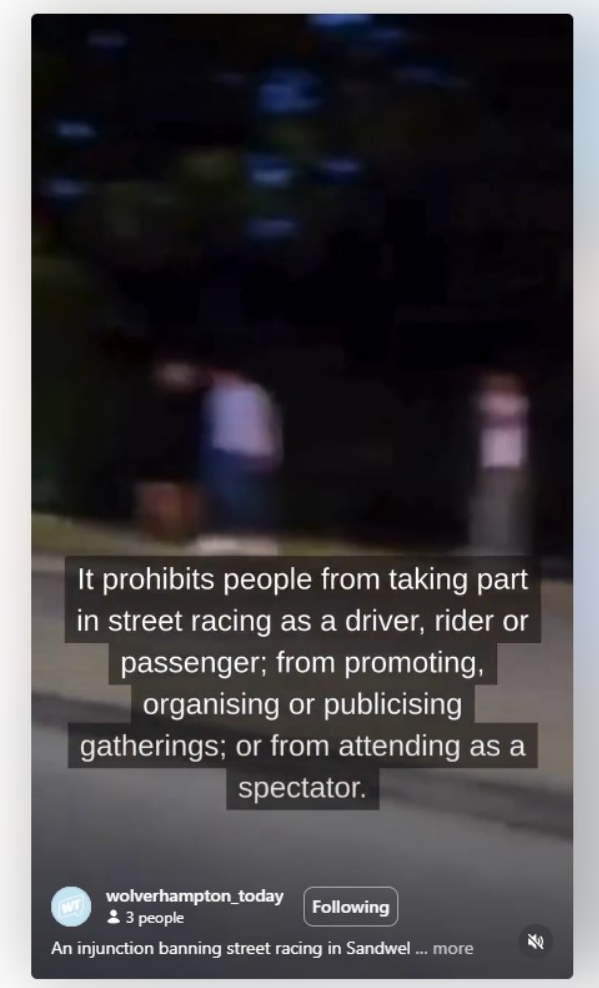 It prohibits people from taking part
in street racing as a driver, rider or
passenger; from promoting,
organising or publicising
gatherings; or from attending as a
spectator.
WT
wolverhampton_today
Following
3 people
An injunction banning street racing in Sandwel ... more